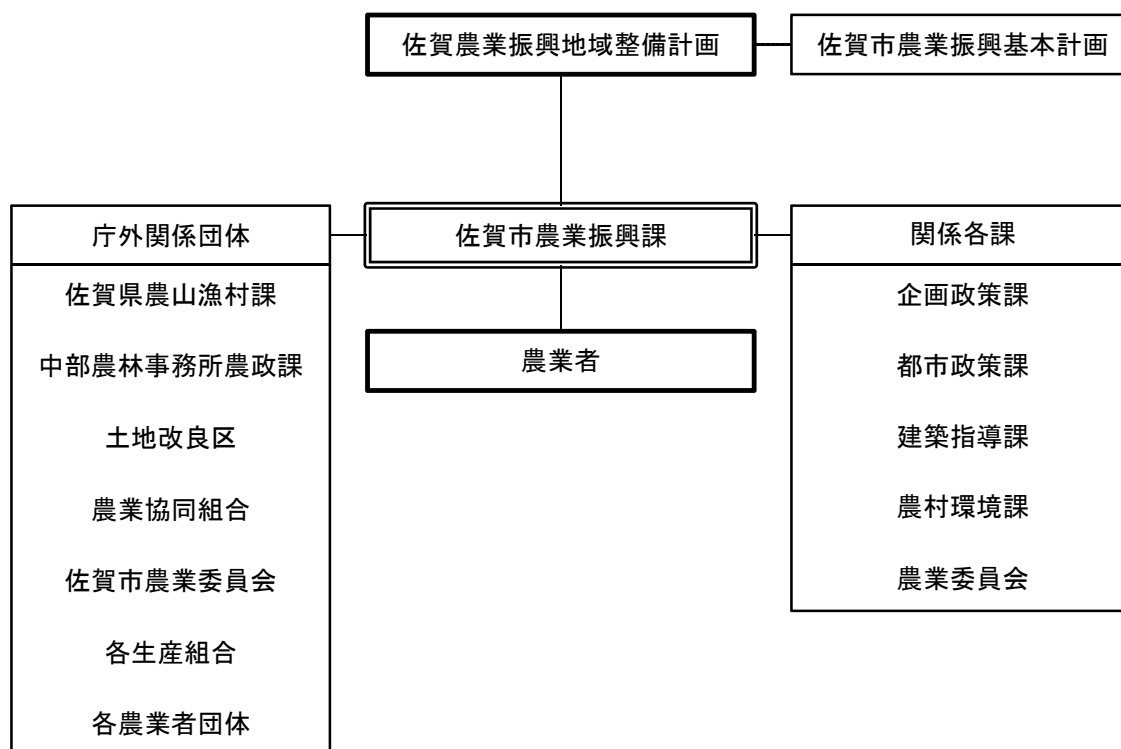 佐賀農業振興地域整備計画
佐賀市農業振興基本計画
庁外関係団体
佐賀県農山漁村課
中部農林事務所農政課
土地改良区
農業協同組合
佐賀市農業委員会
各生産組合
各農業者団体
佐賀市農業振興課
農業者
関係各課
企画政策課
都市政策課
建築指導課
農村環境課
農業委員会